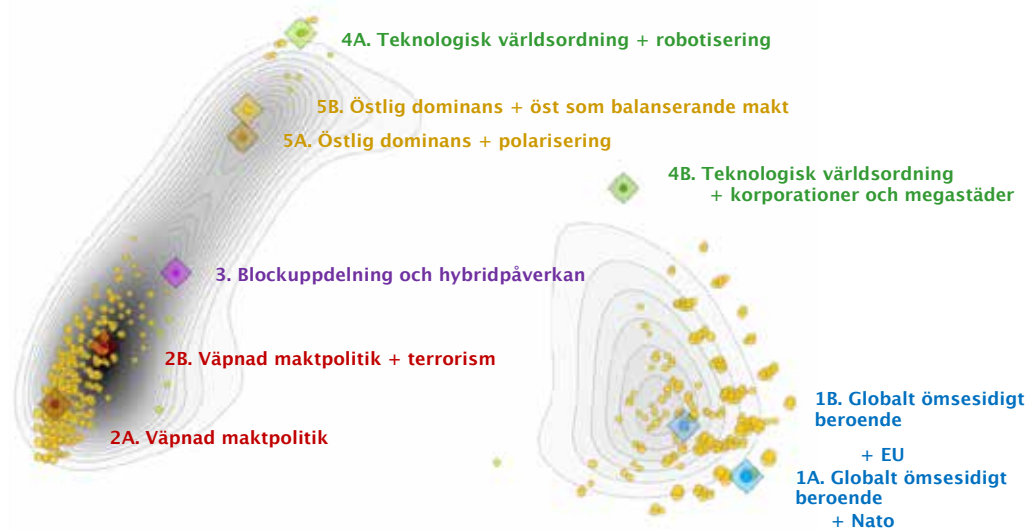 4A. Teknologisk världsordning + robotisering
5B. Östlig dominans + öst som balanserande makt
5A. Östlig dominans + polarisering
4B. Teknologisk världsordning
+ korporationer och megastäder
3. Blockuppdelning och hybridpåverkan
2B. Väpnad maktpolitik + terrorism
2A. Väpnad maktpolitik
1B. Globalt ömsesidigt
beroende
+ EU
1A. Globalt ömsesidigt
beroende
+ Nato